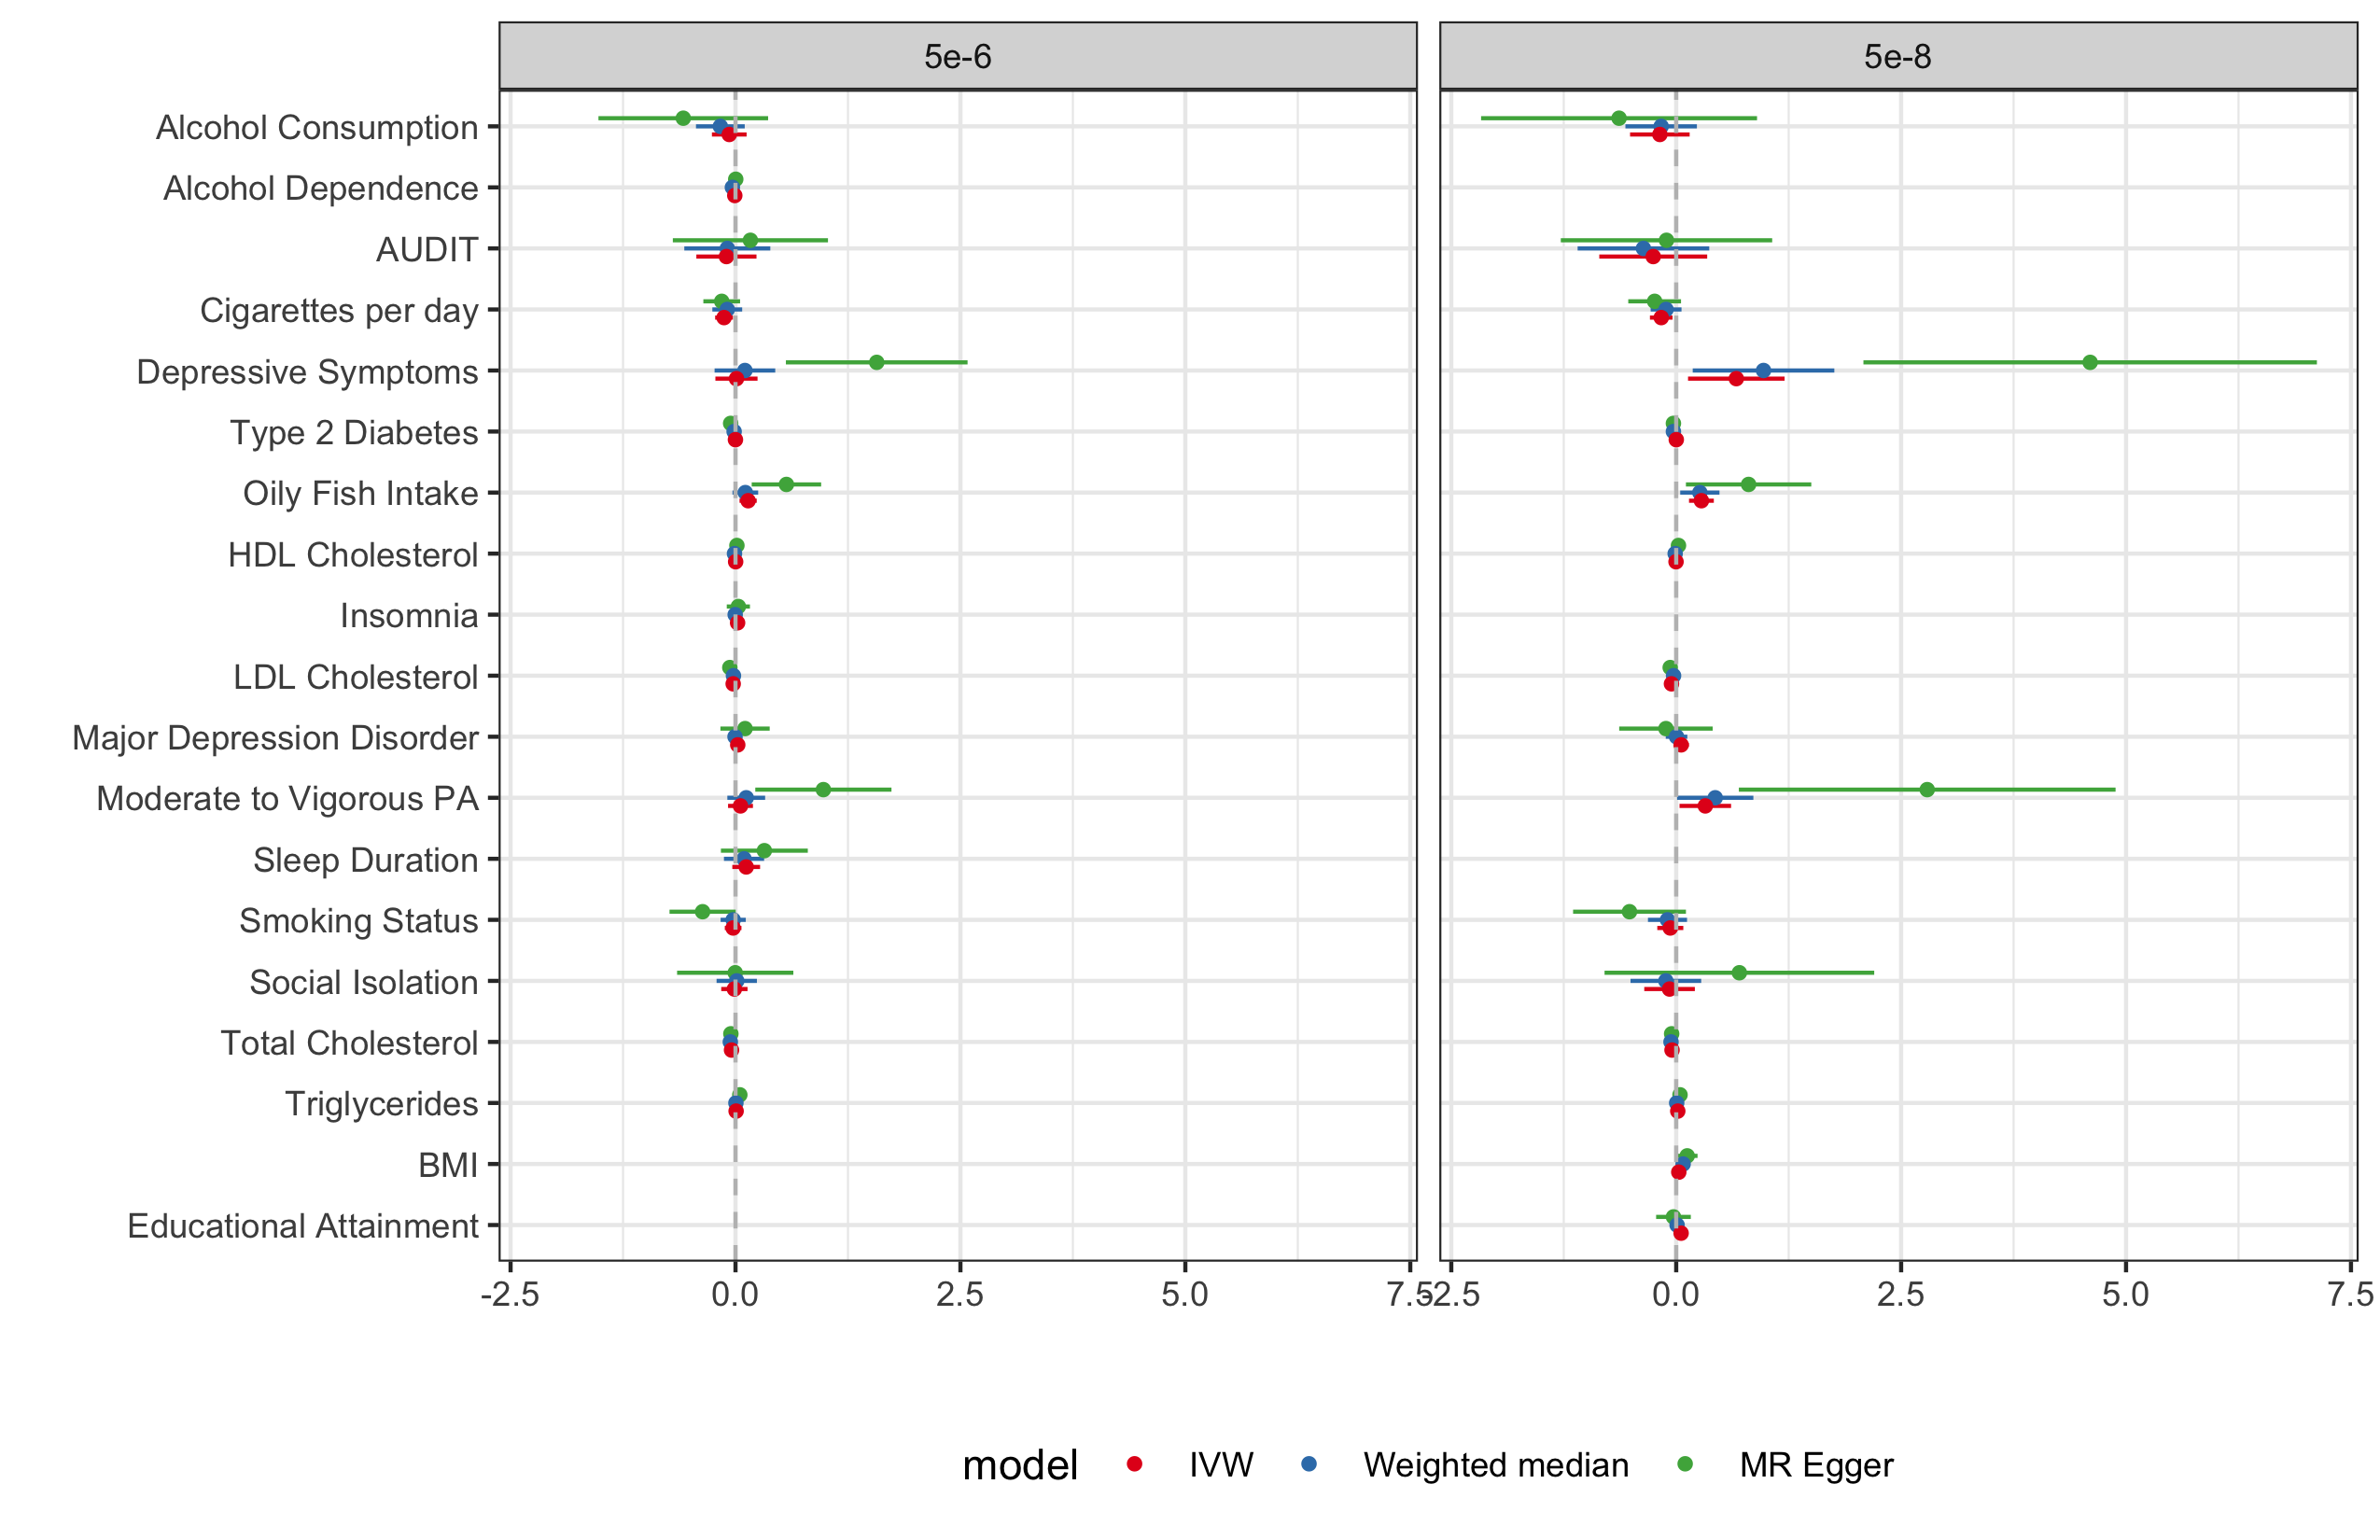 5e-6 5e-8
Alcohol Consumption
Alcohol Dependence
AUDIT
Cigarettes per day
Depressive Symptoms
Type 2 Diabetes
Oily Fish Intake
HDL Cholesterol
Insomnia
LDL Cholesterol
Major Depression Disorder
Moderate to Vigorous PA
Sleep Duration
Smoking Status
Social Isolation
Total Cholesterol
Triglycerides
BMI
Educational Attainment
-2.5 0.0 2.5 5.0 7.5 -2.5 0.0 2.5 5.0 7.5
model IVW Weighted median MR Egger